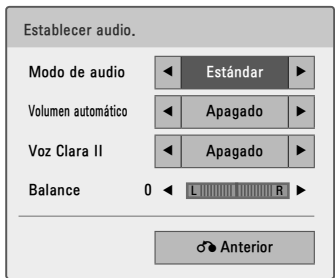 Establecer audio.
Modo de audio ◀ Estándar ▶
Volumen automático ◀ Apagado ▶
Voz Clara II ◀ Apagado ▶
Balance 0 ◀ L R ▶
Anterior